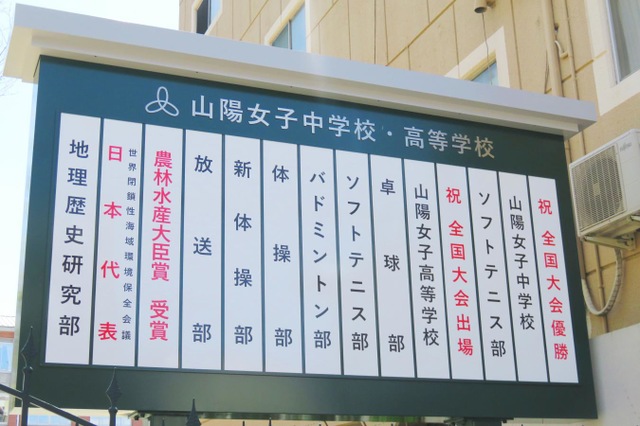 山陽女子中学校・高等学校
祝 全国大会優勝
山陽女子中学校
ソフトテニス部
祝 全国大会出場
山陽女子高等学校
卓球部
ソフトテニス部
バドミントン部
体操部
新体操部
放送部
農林水産大臣賞 受賞
世界閉鎖性海域環境保全会議
日本代表
地理歴史研究部